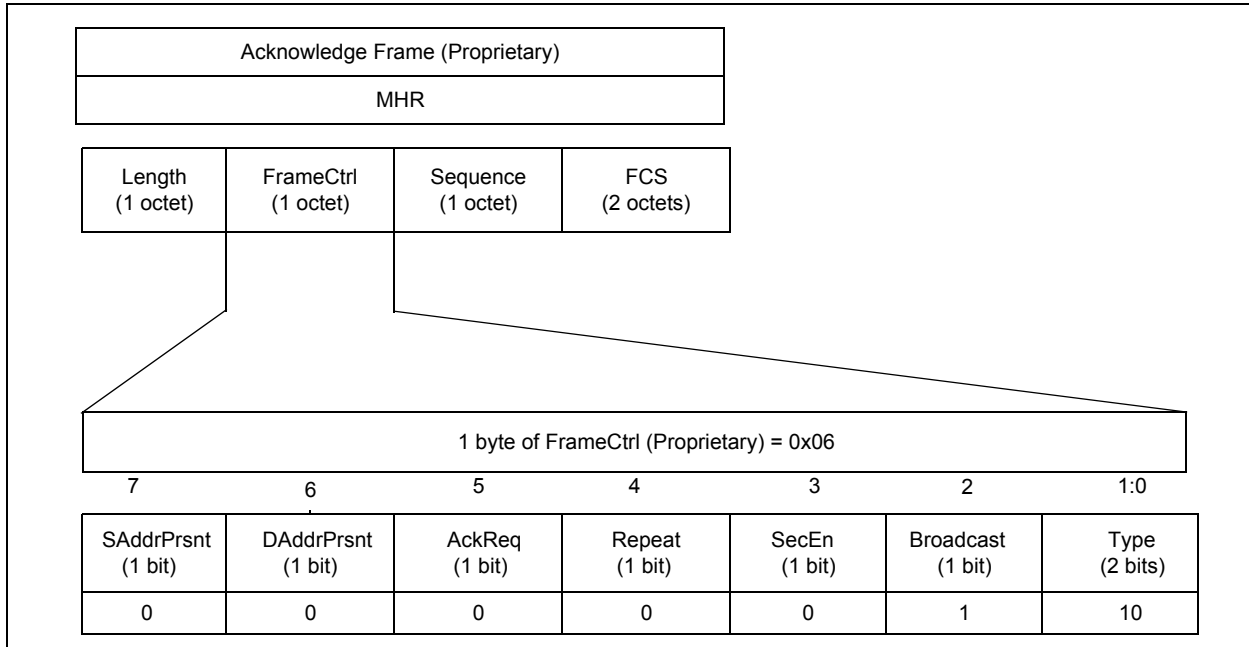 Acknowledge Frame (Proprietary)
MHR
Length FrameCtrl Sequence FCS
(1 octet) (1 octet) (1 octet) (2 octets)
1 byte of FrameCtrl (Proprietary) = 0x06
7 6 5 4 3 2 1:0
SAddrPrsnt DAddrPrsnt AckReq Repeat SecEn Broadcast Type
(1 bit) (1 bit) (1 bit) (1 bit) (1 bit) (1 bit) (2 bits)
0 0 0 0 0 1 10